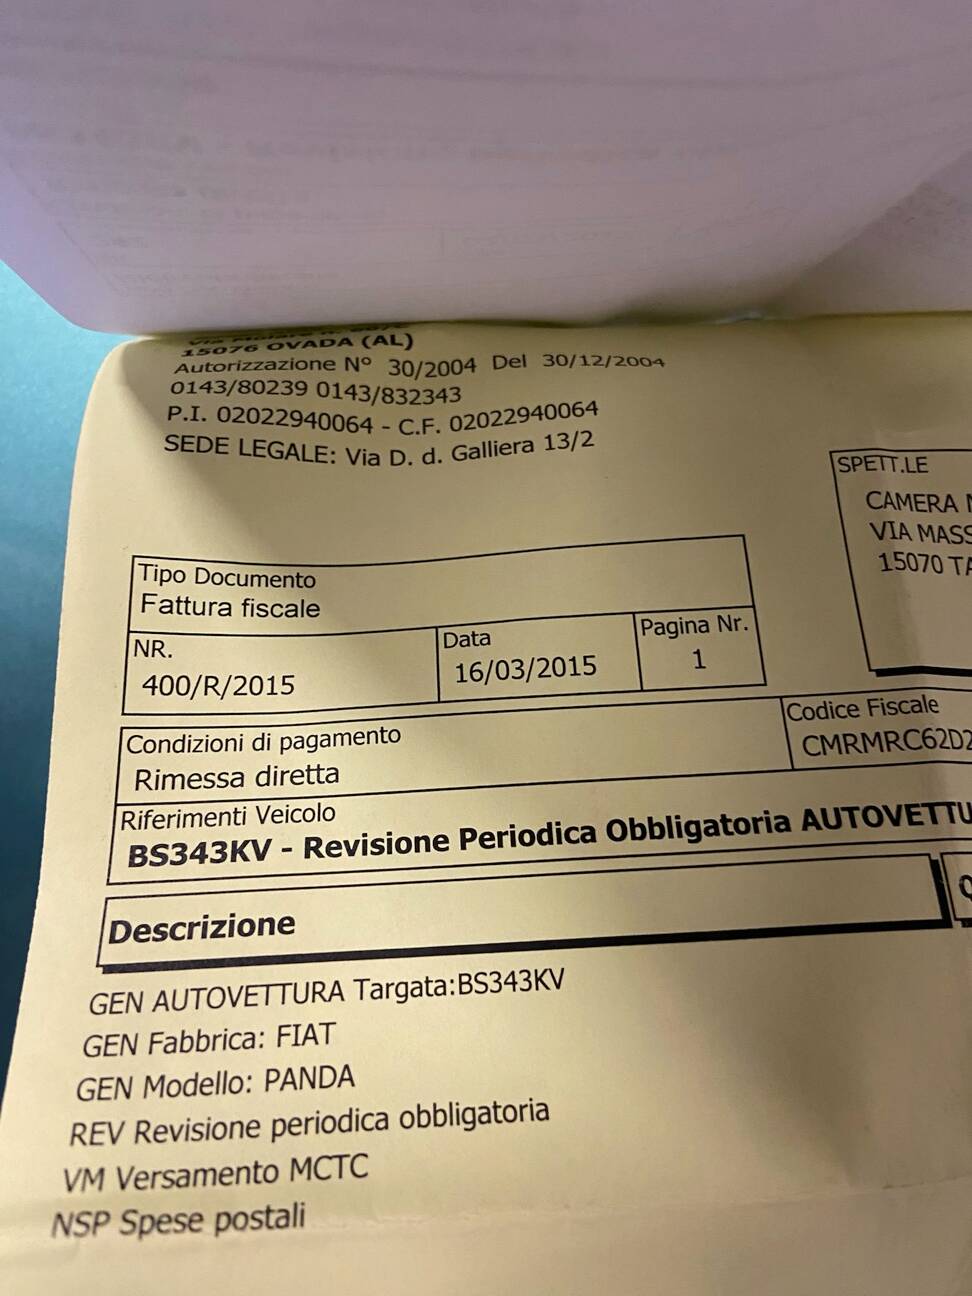 15076 OVADA (AL)
Autorizzazione N° 30/2004 Del 30/12/2004
0143/80239 0143/832343
P.I. 02022940064 - C.F. 02022940064
SEDE LEGALE: Via D. d. Galliera 13/2
SPETT.LE
CAMERA
VIA MASS
15070 TA
Tipo Documento
Fattura fiscale
NR.
400/R/2015
Data
16/03/2015
Pagina Nr.
1
Condizioni di pagamento
Rimessa diretta
Codice Fiscale
CMRMRC62D2
Riferimenti Veicolo
BS343KV - Revisione Periodica Obbligatoria AUTOVETTU
Descrizione
GEN AUTOVETTURA Targata:BS343KV
GEN Fabbrica: FIAT
GEN Modello: PANDA
REV Revisione periodica obbligatoria
VM Versamento MCTC
NSP Spese postali